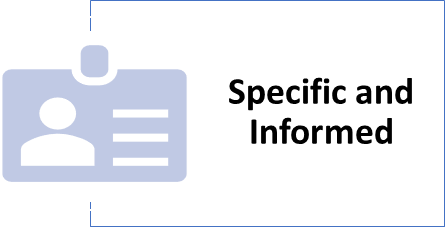 Specific and
Informed